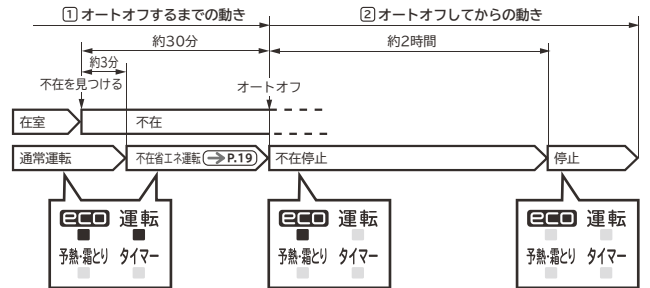 1 オートオフするまでの動き
2 オートオフしてからの動き
約30分
約2時間
約3分
不在を見つける
オートオフ
在室
不在
通常運転
不在省エネ運転 P.19
不在停止
停止
eco 運転
予熱・霜とり タイマー
eco 運転
予熱・霜とり タイマー
eco 運転
予熱・霜とり タイマー